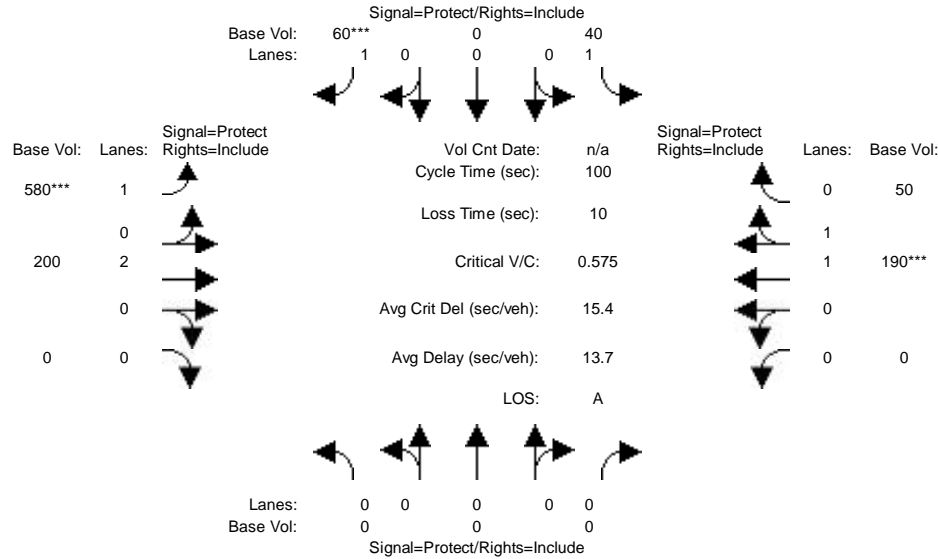 Signal=Protect/Rights=Include
Base Vol: 60*** 0 40
Lanes: 1 0 0 0 1
Signal=Protect Signal=Protect
Base Vol: Lanes: Rights=Include Vol Cnt Date: n/a Rights=Include Lanes: Base Vol:
Cycle Time (sec): 100
580*** 1 0 50
Loss Time (sec): 10
0 1
200 2 Critical V/C: 0.575 1 190***
0 Avg Crit Del (sec/veh): 15.4 0
0 0 Avg Delay (sec/veh): 13.7 0 0
LOS: A
Lanes: 0 0 0 0 0
Base Vol: 0 0 0
Signal=Protect/Rights=Include